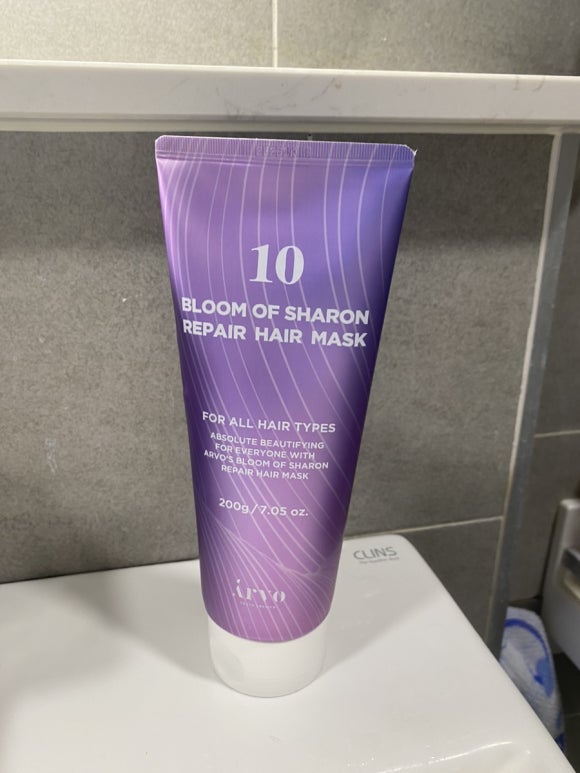 10
BLOOM OF SHARON
REPAIR HAIR MASK
FOR ALL HAIR TYPES
ABSOLUTE BEAUTIFYING
FOR EVERYONE WITH
ARVO'S BLOOM OF SHARON
REPAIR HAIR MASK
200g/7.05 oz.
Arvo
CLINS